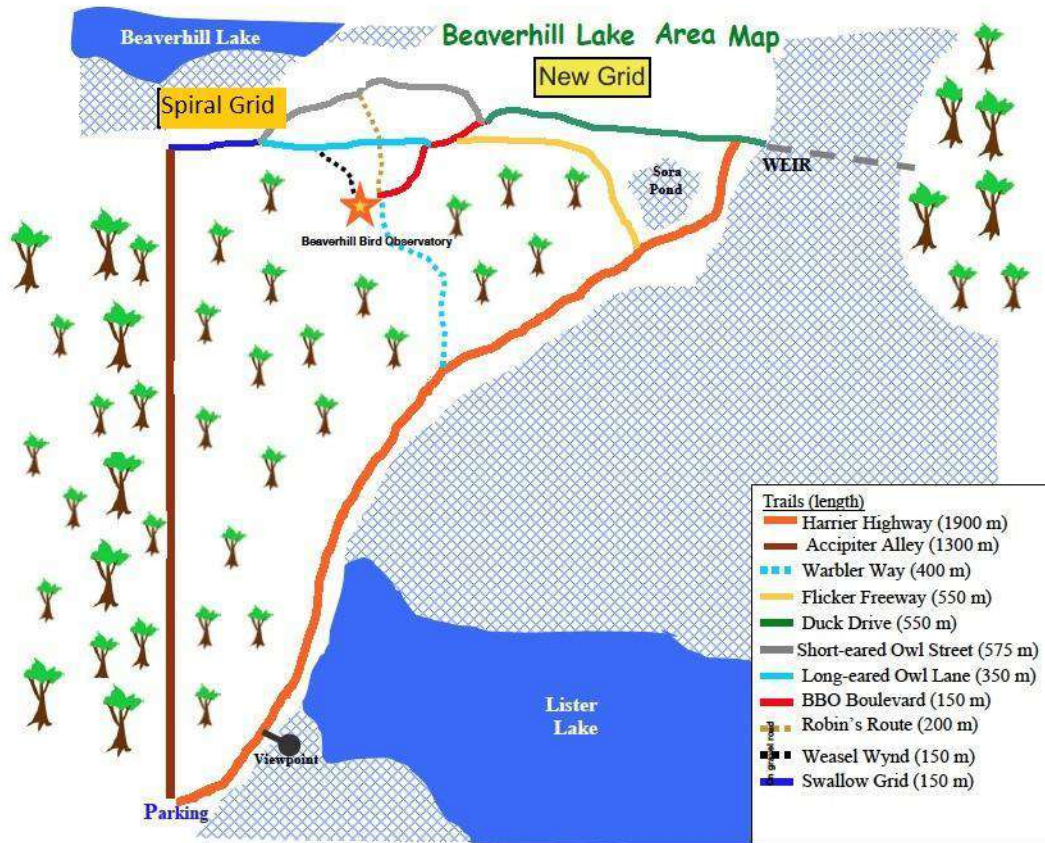 Beaverhill Lake
Beaverhill Lake Area Map
New Grid
Spiral Grid
WEIR
Sora
Pond
Beaverhill Bird Observatory
Lister
Lake
Viewpoint
Parking
Trails (length)
Harrier Highway (1900 m)
Accipiter Alley (1300 m)
Warbler Way (400 m)
Flicker Freeway (550 m)
Duck Drive (550 m)
Short-eared Owl Street (575 m)
Long-eared Owl Lane (350 m)
BBO Boulevard (150 m)
Robin's Route (200 m)
Weasel Wynd (150 m)
Swallow Grid (150 m)
On gravel road